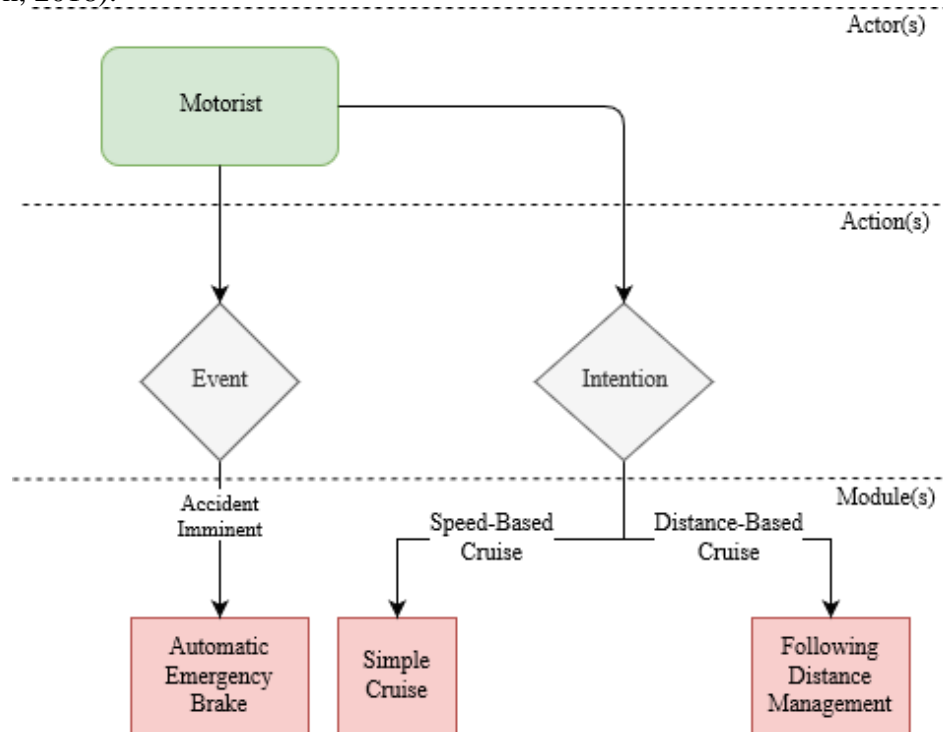 Actor(s)
Motorist
Action(s)
Event
Intention
Module(s)
Accident
Imminent
Speed-Based
Cruise
Distance-Based
Cruise
Automatic
Emergency
Brake
Simple
Cruise
Following
Distance
Management